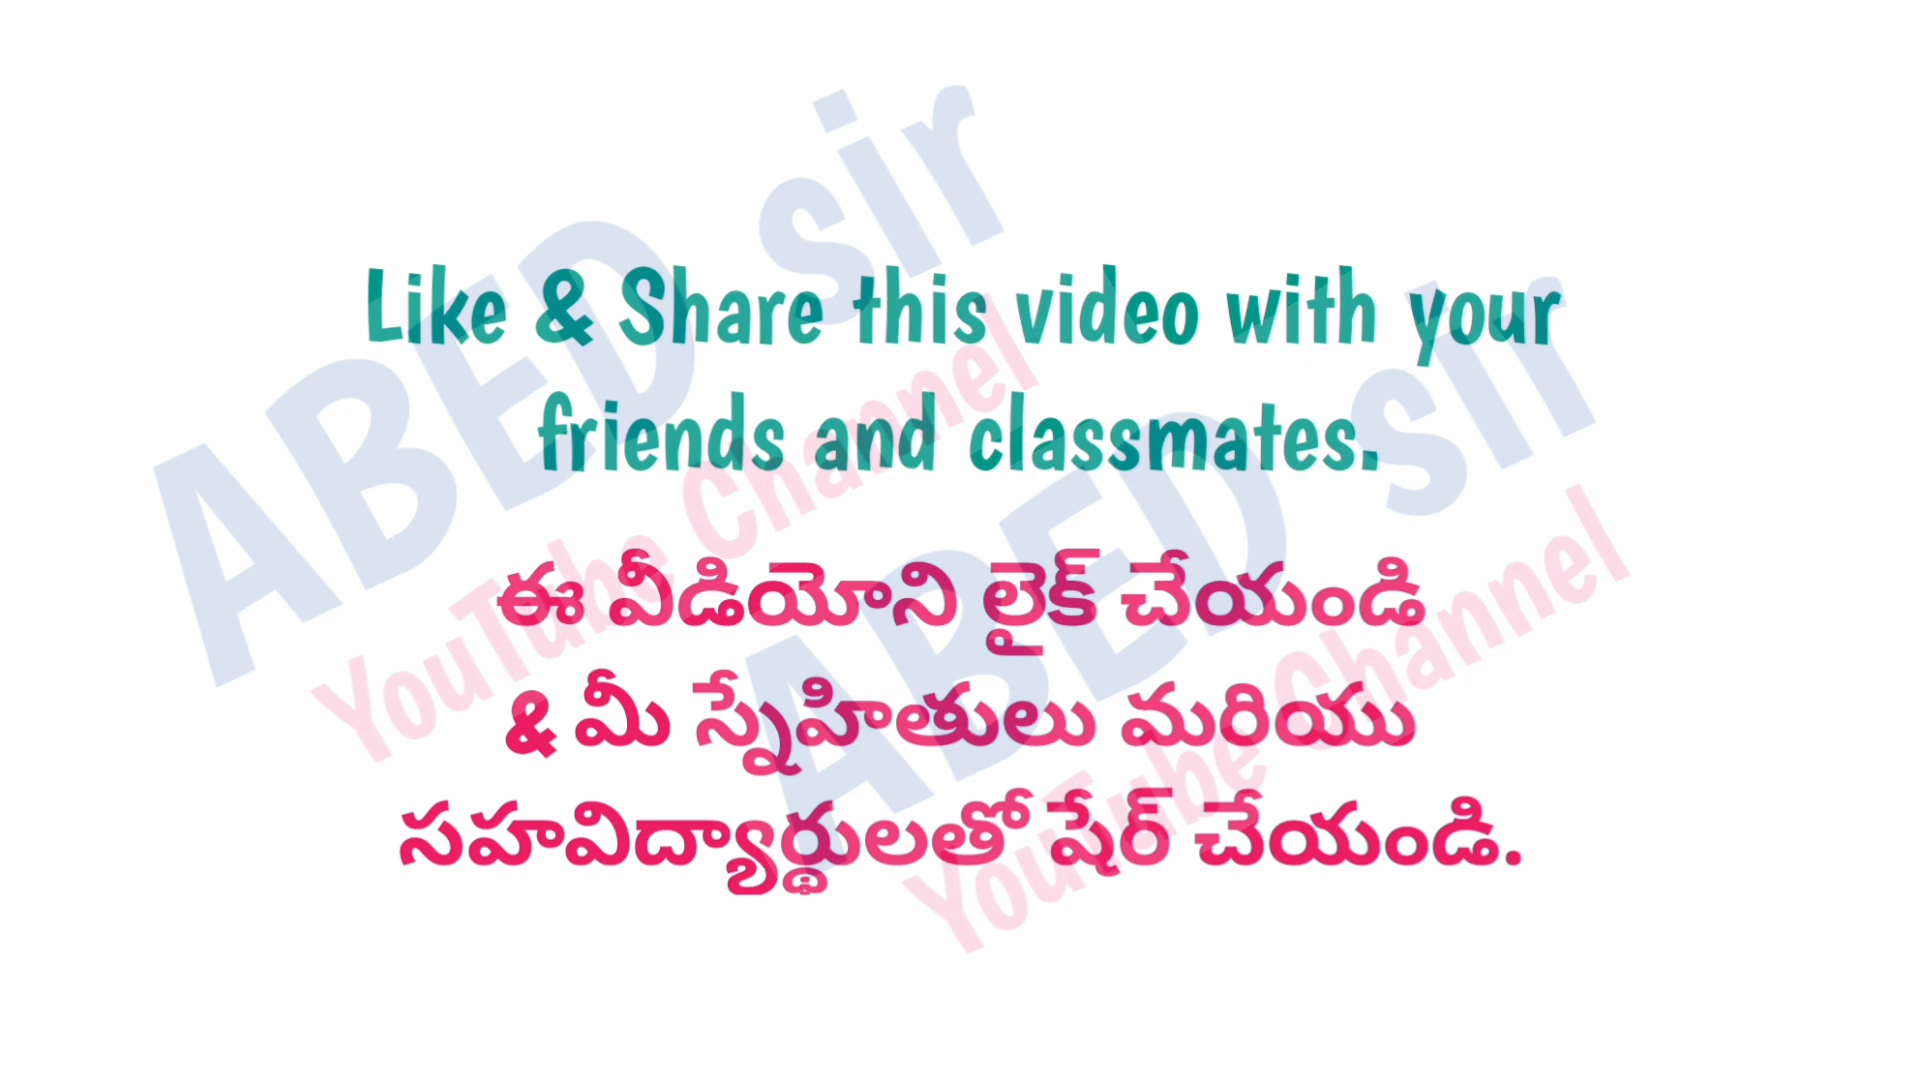 Like & Share this video with your
friends and classmates.
ఈ వీడియోని లైక్ చేయండి
& మీ స్నేహితులు మరియు
సహవిద్యార్థులతో షేర్ చేయండి.
ABED sir
YouTube Channel
ABED sir
YouTube Channel